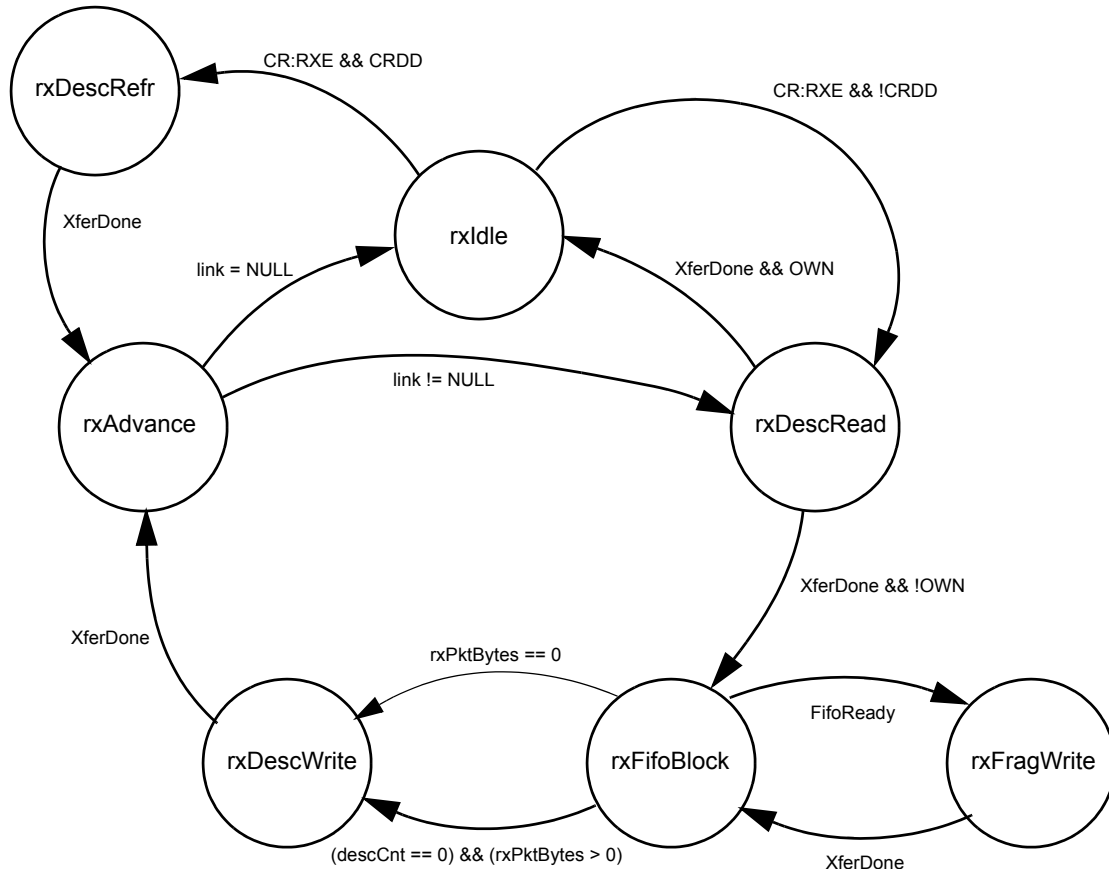 CR:RXE && CRDD
rxDescRefr
CR:RXE && !CRDD
XferDone
rxIdle
link = NULL
XferDone && OWN
link != NULL
rxAdvance
rxDescRead
XferDone && !OWN
XferDone
rxPktBytes == 0
FifoReady
rxDescWrite
rxFifoBlock
rxFragWrite
(descCnt == 0) && (rxPktBytes > 0)
XferDone